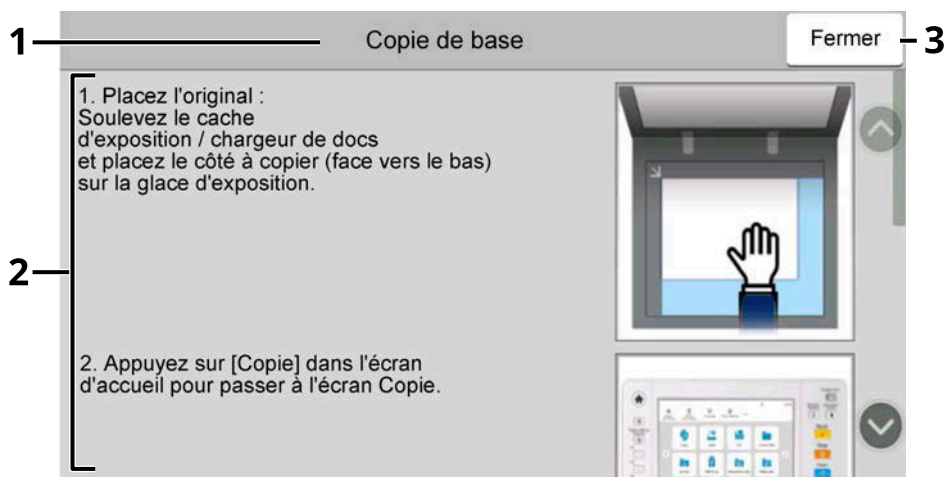 1
Copie de base
Fermer
3
2
1. Placez l'original :
Soulevez le cache
d'exposition / chargeur de docs
et placez le côté à copier (face vers le bas)
sur la glace d'exposition.
2. Appuyez sur [Copie] dans l'écran
d'accueil pour passer à l'écran Copie.